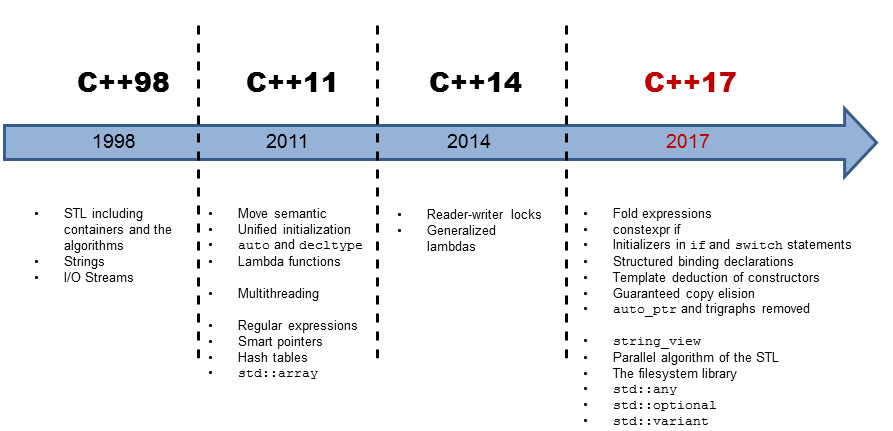 C++98
C++11
C++14
C++17
1998
2011
2014
2017
• STL including
containers and the
algorithms
• Strings
• I/O Streams
• Move semantic
• Unified initialization
• auto and decltype
• Lambda functions
• Multithreading
• Regular expressions
• Smart pointers
• Hash tables
• std::array
• Reader-writer locks
• Generalized
lambdas
• Fold expressions
• constexpr if
• Initializers in if and switch statements
• Structured binding declarations
• Template deduction of constructors
• Guaranteed copy elision
• auto_ptr and trigraphs removed
• string_view
• Parallel algorithm of the STL
• The filesystem library
• std::any
• std::optional
• std::variant